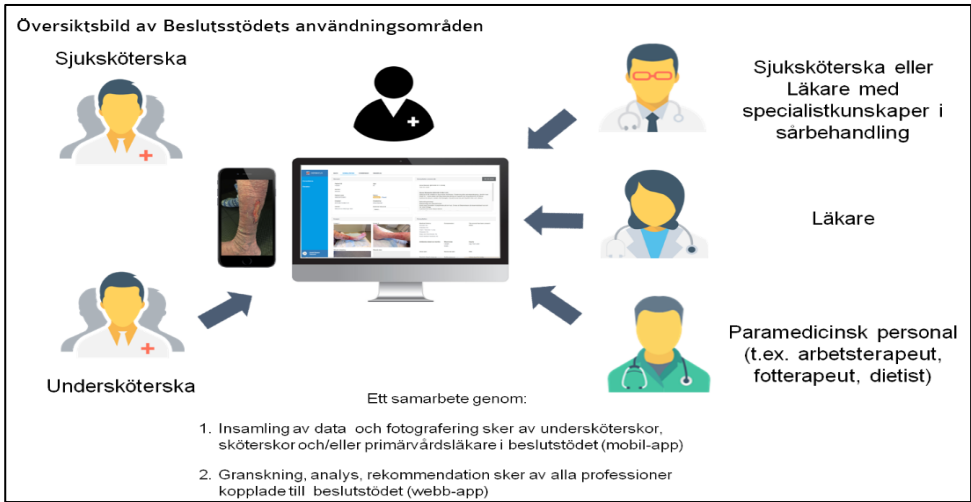 Översiktsbild av Beslutsstödets användningsområden
Sjuksköterska
Sjuksköterska eller
Läkare med
specialistkunskaper i
sårbehandling
Läkare
Undersköterska
Paramedicinsk personal
(t.ex. arbetsterapeut,
fotterapeut, dietist)
Ett samarbete genom:
1. Insamling av data och fotografering sker av undersköterskor,
sköterskor och/eller primärvårdsläkare i beslutstödet (mobil-app)
2. Granskning, analys, rekommendation sker av alla professioner
kopplade till beslutstödet (webb-app)